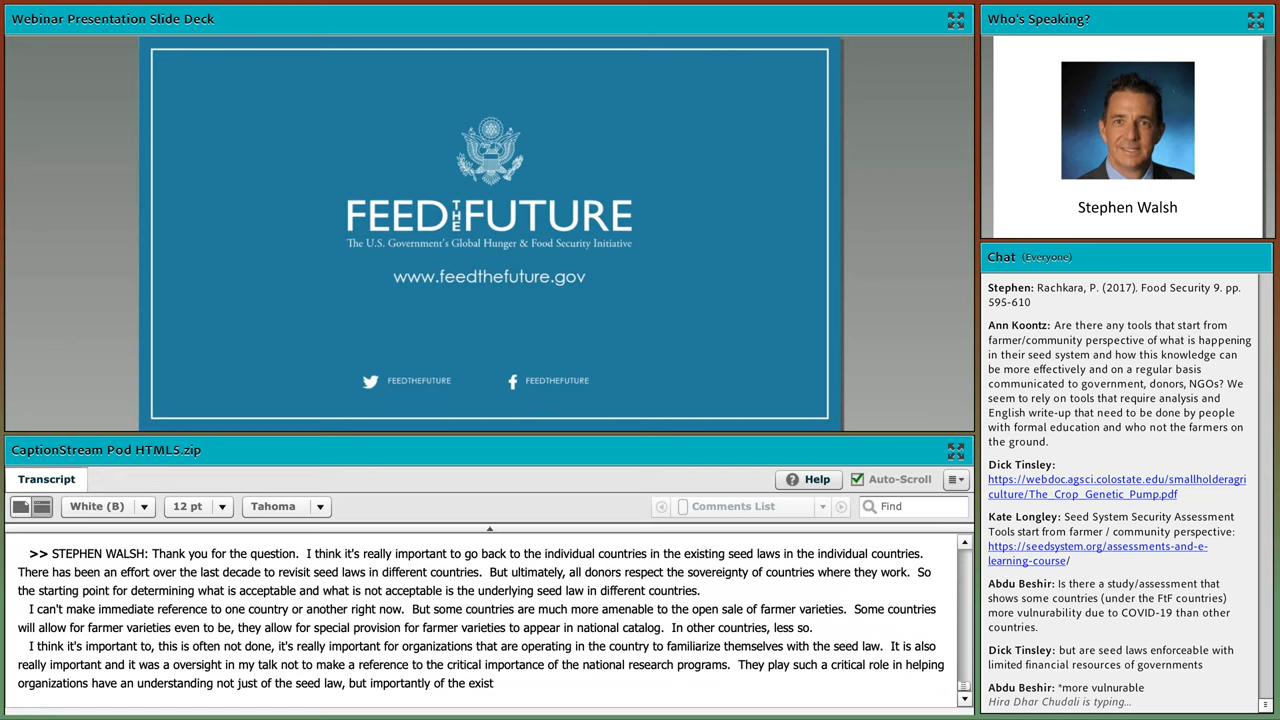 Webinar Presentation Slide Deck
FEED THE FUTURE
The U.S. Government's Global Hunger & Food Security Initiative
www.feedthefuture.gov
FEEDTHEFUTURE
FEEDTHEFUTURE
Who's Speaking?
Stephen Walsh
CaptionStream Pod HTML5.zip
Transcript
Help
Auto-Scroll
White (B)
12 pt
Tahoma
Comments List
Find
>> STEPHEN WALSH: Thank you for the question. I think it's really important to go back to the individual countries in the existing seed laws in the individual countries.
There has been an effort over the last decade to revisit seed laws in different countries. But ultimately, all donors respect the sovereignty of countries where they work. So
the starting point for determining what is acceptable and what is not acceptable is the underlying seed law in different countries.
I can't make immediate reference to one country or another right now. But some countries are much more amenable to the open sale of farmer varieties. Some countries
will allow for farmer varieties even to be, they allow for special provision for farmer varieties to appear in national catalog. In other countries, less so.
I think it's important to, this is often not done, it's really important for organizations that are operating in the country to familiarize themselves with the seed law. It is also
really important and it was a oversight in my talk not to make a reference to the critical importance of the national research programs. They play such a critical role in helping
organizations have an understanding not just of the seed law, but importantly of the exist
Chat (Everyone)
Stephen: Rachkara, P. (2017). Food Security 9. pp.
595-610
Ann Koontz: Are there any tools that start from
farmer/community perspective of what is happening
in their seed system and how this knowledge can
be more effectively and on a regular basis
communicated to government, donors, NGOs? We
seem to rely on tools that require analysis and
English write-up that need to be done by people
with formal education and who not the farmers on
the ground.
Dick Tinsley:
https://webdoc.agsci.colostate.edu/smallholderagri
culture/The_Crop_Genetic_Pump.pdf
Kate Longley: Seed System Security Assessment
Tools start from farmer / community perspective:
https://seedsystem.org/assessments-and-e-
learning-course/
Abdu Beshir: Is there a study/assessment that
shows some countries (under the FtF countries)
more vulnerability due to COVID-19 than other
countries.
Dick Tinsley: but are seed laws enforceable with
limited financial resources of governments
Abdu Beshir: *more vulnurable
Hira Dhar Chudali is typing...